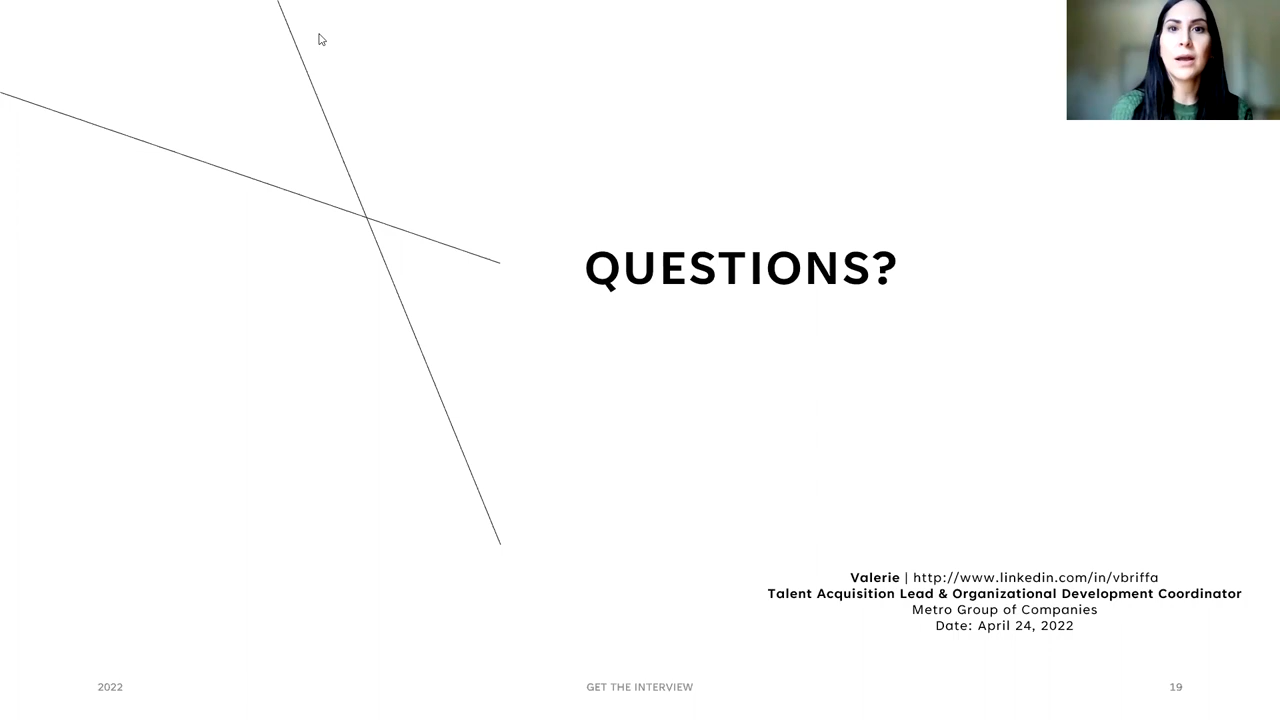 QUESTIONS?
Valerie | http://www.linkedin.com/in/vbriffa
Talent Acquisition Lead & Organizational Development Coordinator
Metro Group of Companies
Date: April 24, 2022
2022
GET THE INTERVIEW
19